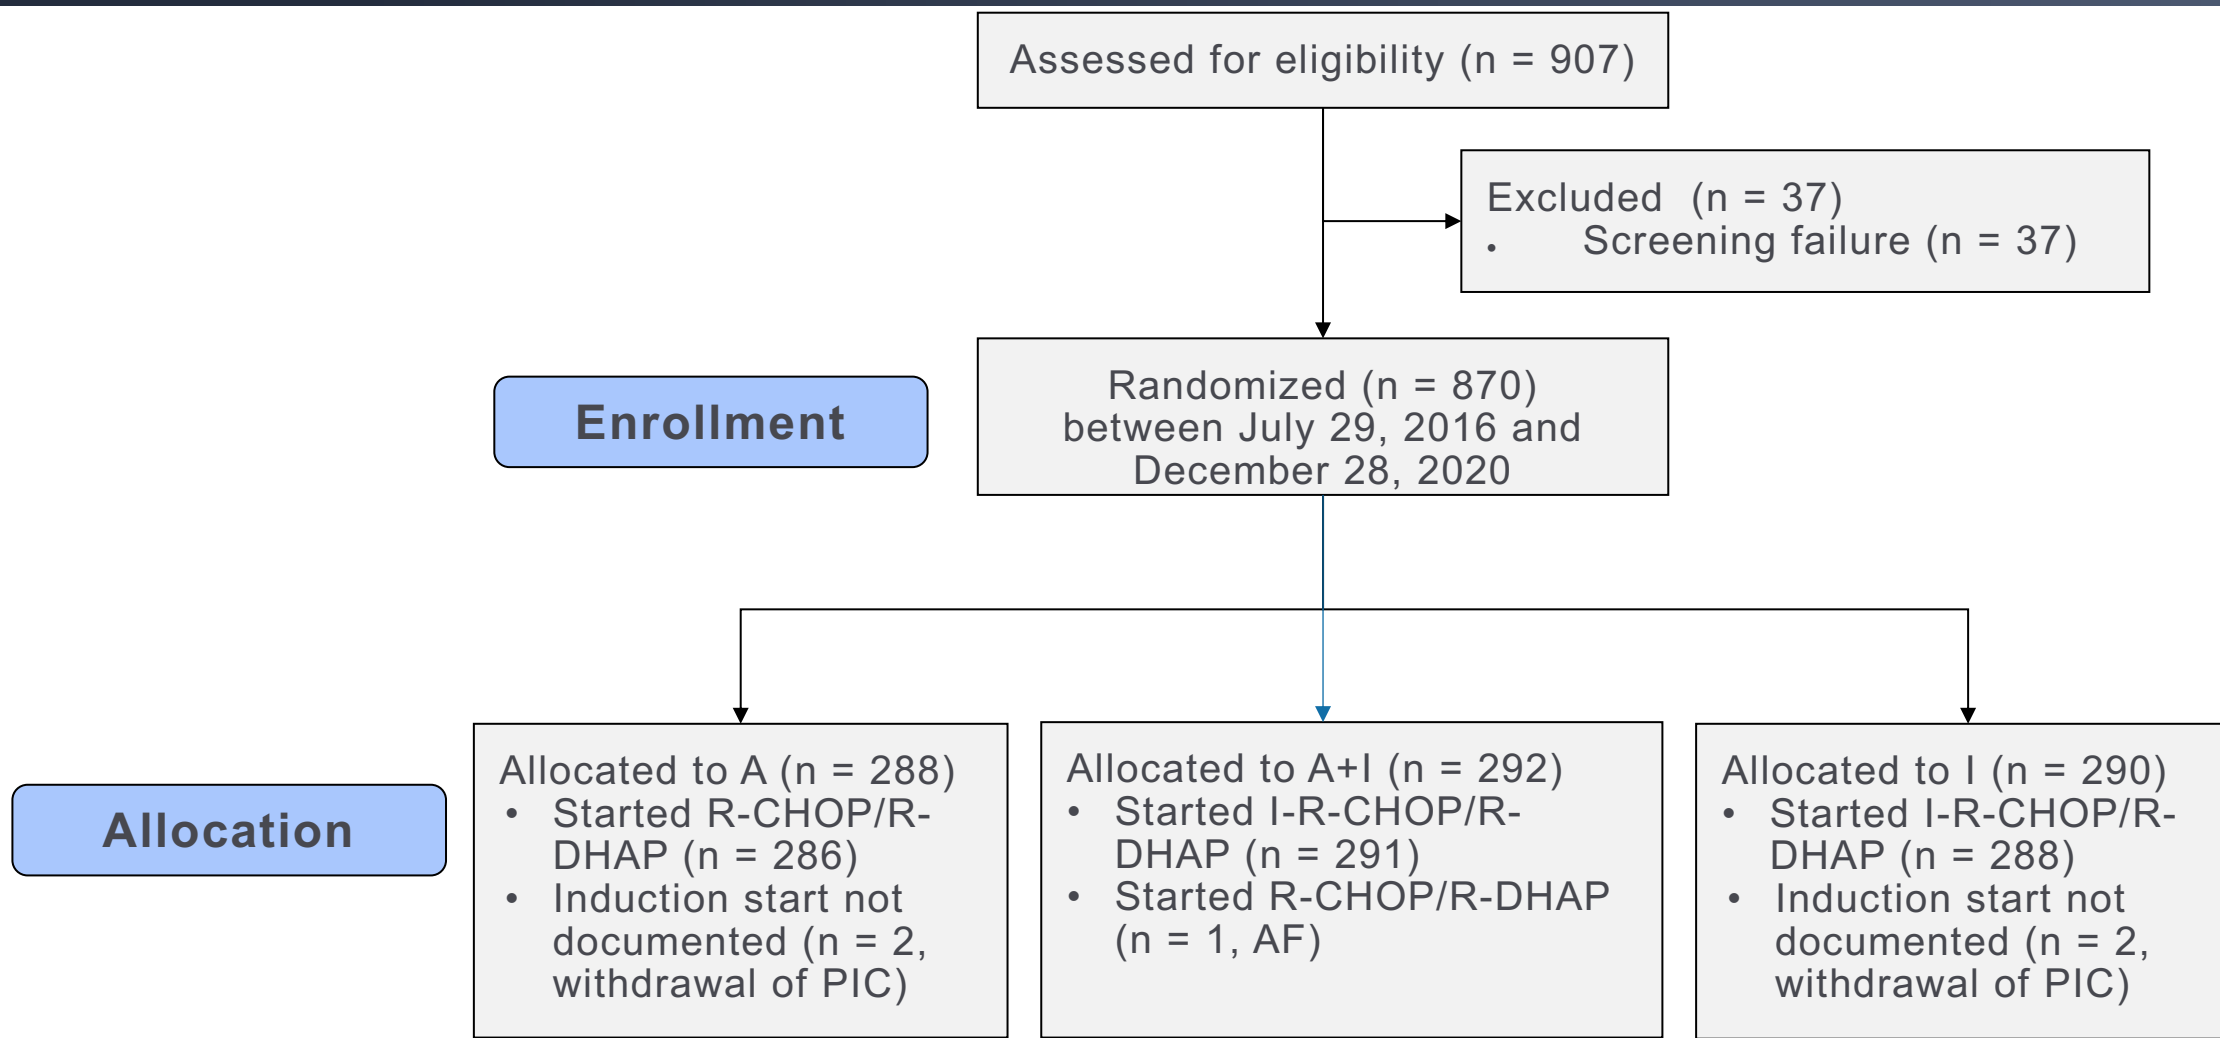 Assessed for eligibility (n = 907)
Excluded (n = 37)
• Screening failure (n = 37)
Enrollment
Randomized (n = 870)
between July 29, 2016 and
December 28, 2020
Allocation
Allocated to A (n = 288)
• Started R-CHOP/R-
DHAP (n = 286)
• Induction start not
documented (n = 2,
withdrawal of PIC)
Allocated to A+I (n = 292)
• Started I-R-CHOP/R-
DHAP (n = 291)
• Started R-CHOP/R-DHAP
(n = 1, AF)
Allocated to I (n = 290)
• Started I-R-CHOP/R-
DHAP (n = 288)
• Induction start not
documented (n = 2,
withdrawal of PIC)